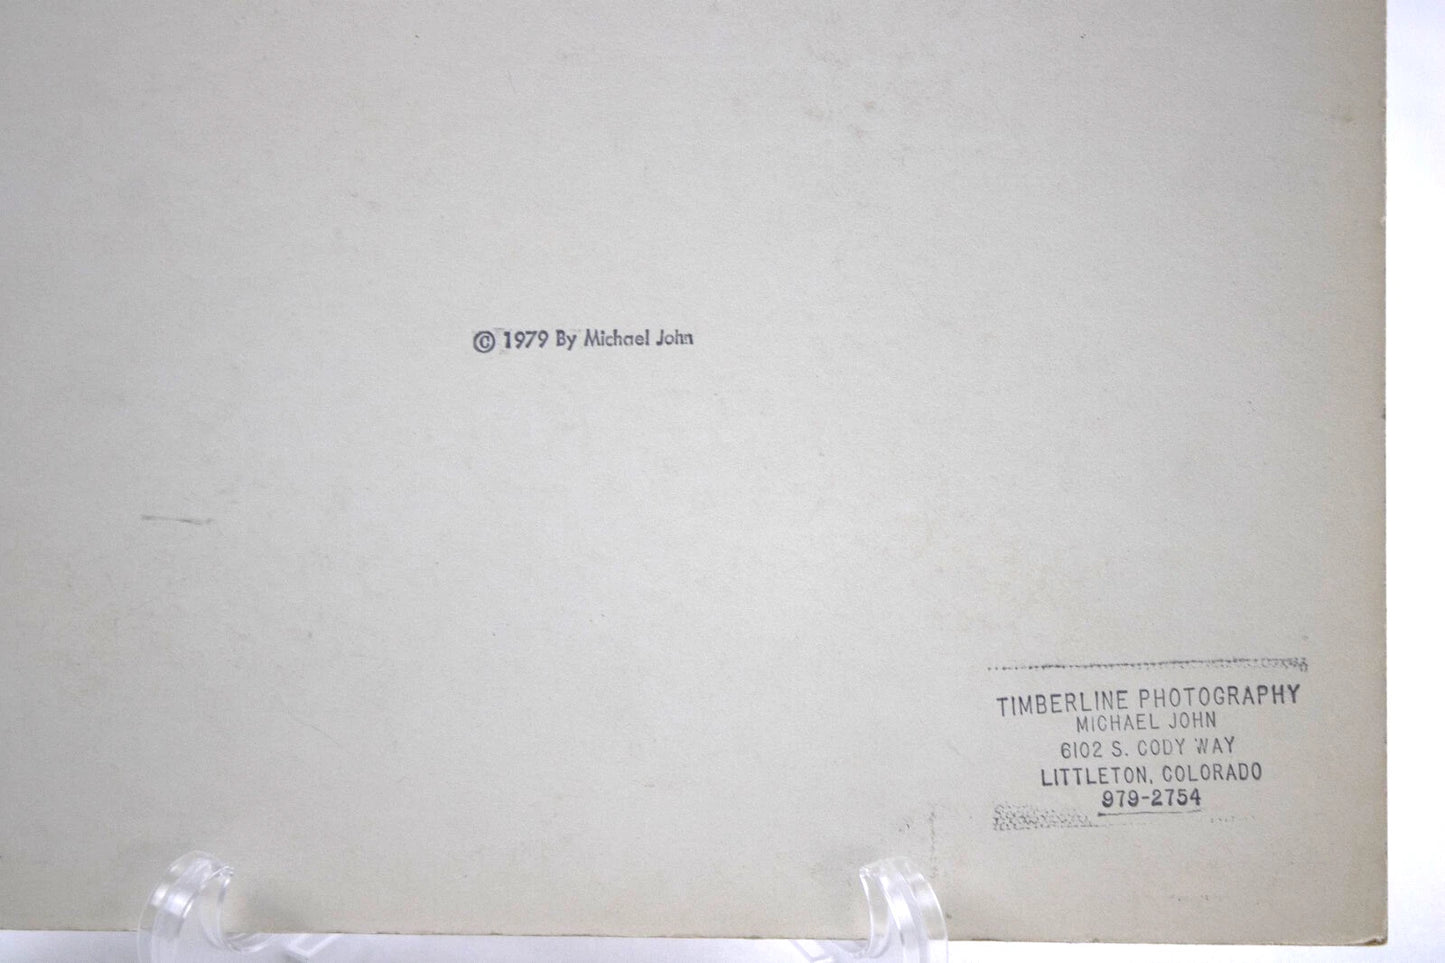 © 1979 By Michael John
TIMBERLINE PHOTOGRAPHY
MICHAEL JOHN
6102 S. CODY WAY
LITTLETON, COLORADO
979-2754